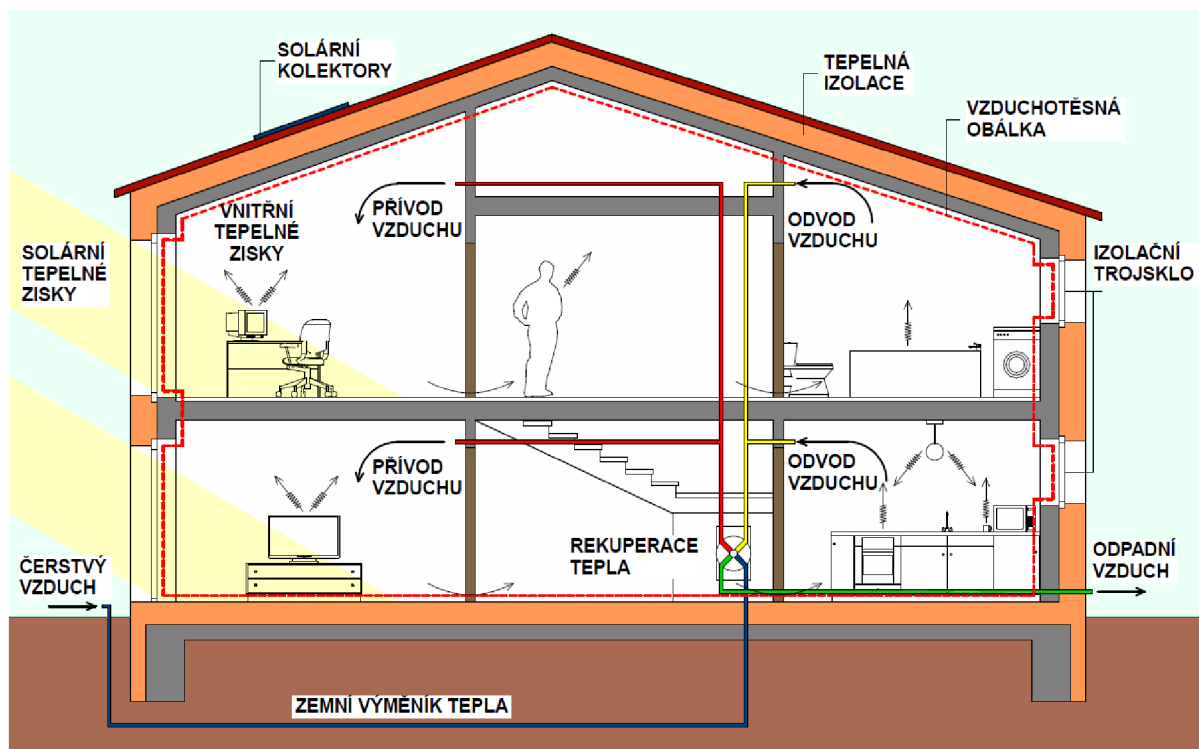 SOLÁRNÍ
KOLEKTORY
TEPELNÁ
IZOLACE
VZDUCHOTĚSNÁ
OBÁLKA
VNITŘNÍ
TEPELNÉ
ZISKY
PŘÍVOD
VZDUCHU
ODVOD
VZDUCHU
SOLÁRNÍ
TEPELNÉ
ZISKY
IZOLAČNÍ
TROJSKLO
PŘÍVOD
VZDUCHU
ODVOD
VZDUCHU
ČERSTVÝ
VZDUCH
REKUPERACE
TEPLA
ODPADNÍ
VZDUCH
ZEMNÍ VÝMĚNÍK TEPLA